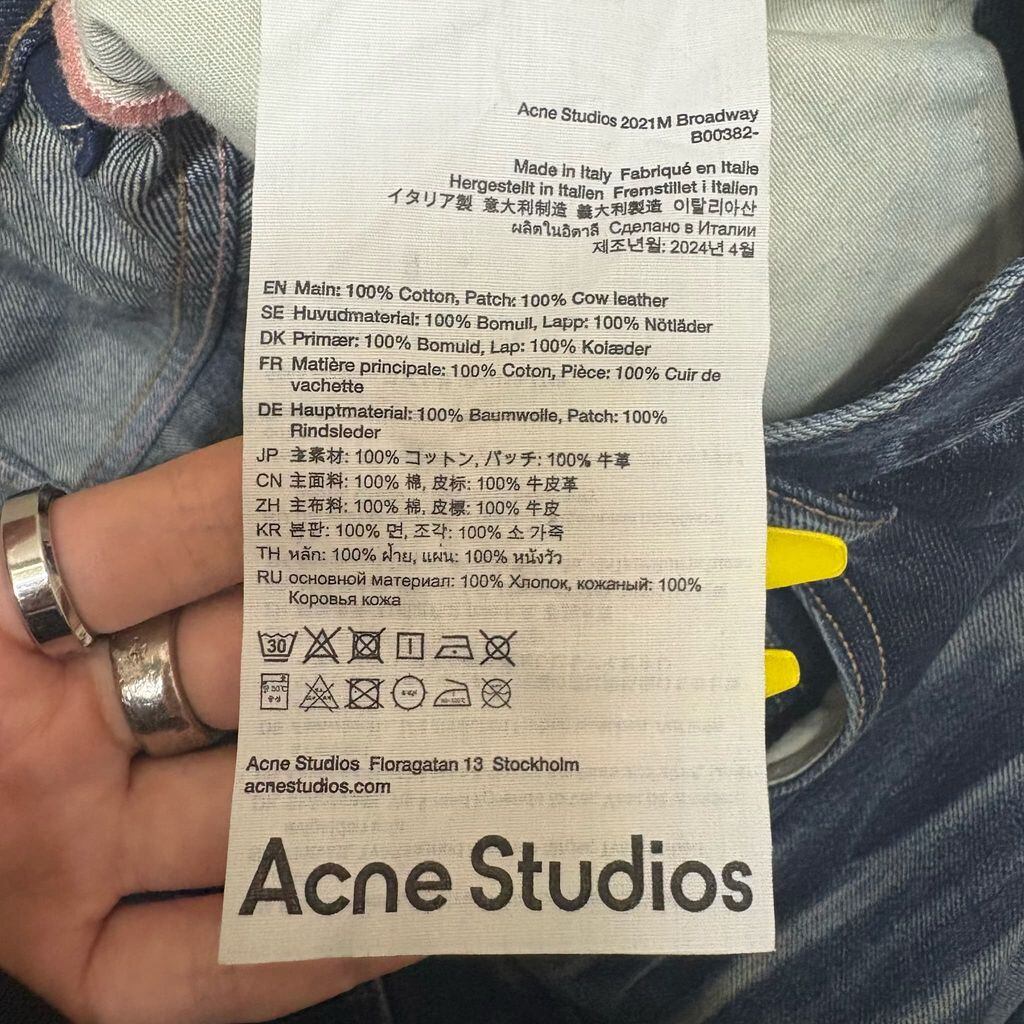 Acne Studios 2021M Broadway
B00382-
Made in Italy Fabriqué en Italie
Hergestellt in Italien Fremstillet i Italien
イタリア製 意大利制造 義大利製造 이탈리아산
ผลิตในอิตาลี Сделано в Италии
제조년월: 2024년 4월
EN Main: 100% Cotton, Patch: 100% Cow leather
SE Huvudmaterial: 100% Bomull, Lapp: 100% Nötläder
DK Primær: 100% Bomuld, Lap: 100% Kolæder
FR Matière principale: 100% Coton, Pièce: 100% Cuir de
vachette
DE Hauptmaterial: 100% Baumwolle, Patch: 100%
Rindsleder
JP 主素材: 100% コットン, パッチ: 100% 牛革
CN 主面料: 100% 棉, 皮标: 100% 牛皮革
ZH 主布料: 100% 棉, 皮標: 100% 牛皮
KR 본판: 100% 면, 조각: 100% 소 가죽
TH หลัก: 100% ฝ้าย, แผ่น: 100% หนังวัว
RU основной материал: 100% Хлопок, кожаный: 100%
Коровья кожа
30
Acne Studios Floragatan 13 Stockholm
acnestudios.com
Acne Studios